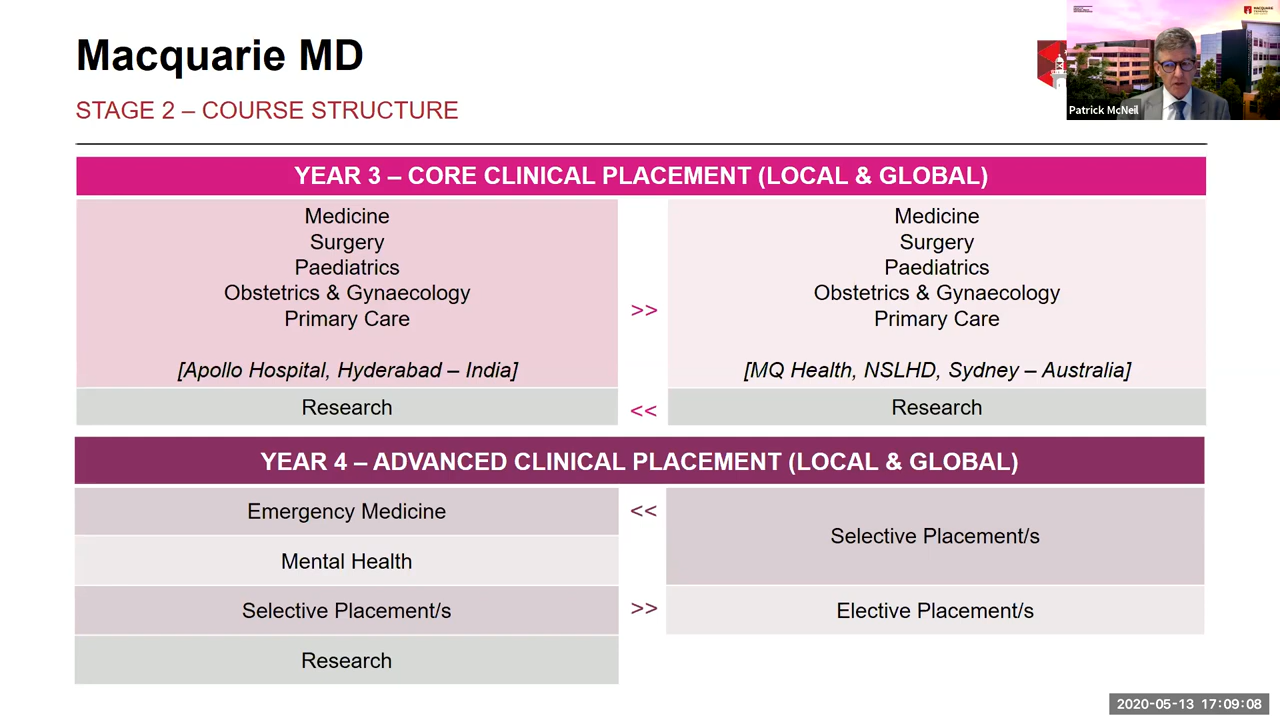 Macquarie MD
STAGE 2 – COURSE STRUCTURE
Patrick McNeil
YEAR 3 – CORE CLINICAL PLACEMENT (LOCAL & GLOBAL)
Medicine
Surgery
Paediatrics
Obstetrics & Gynaecology
Primary Care
[Apollo Hospital, Hyderabad – India]
Research
>>
<<
Medicine
Surgery
Paediatrics
Obstetrics & Gynaecology
Primary Care
[MQ Health, NSLHD, Sydney – Australia]
Research
YEAR 4 – ADVANCED CLINICAL PLACEMENT (LOCAL & GLOBAL)
Emergency Medicine
Mental Health
Selective Placement/s
Research
<<
>>
Selective Placement/s
Elective Placement/s
2020-05-13 17:09:08